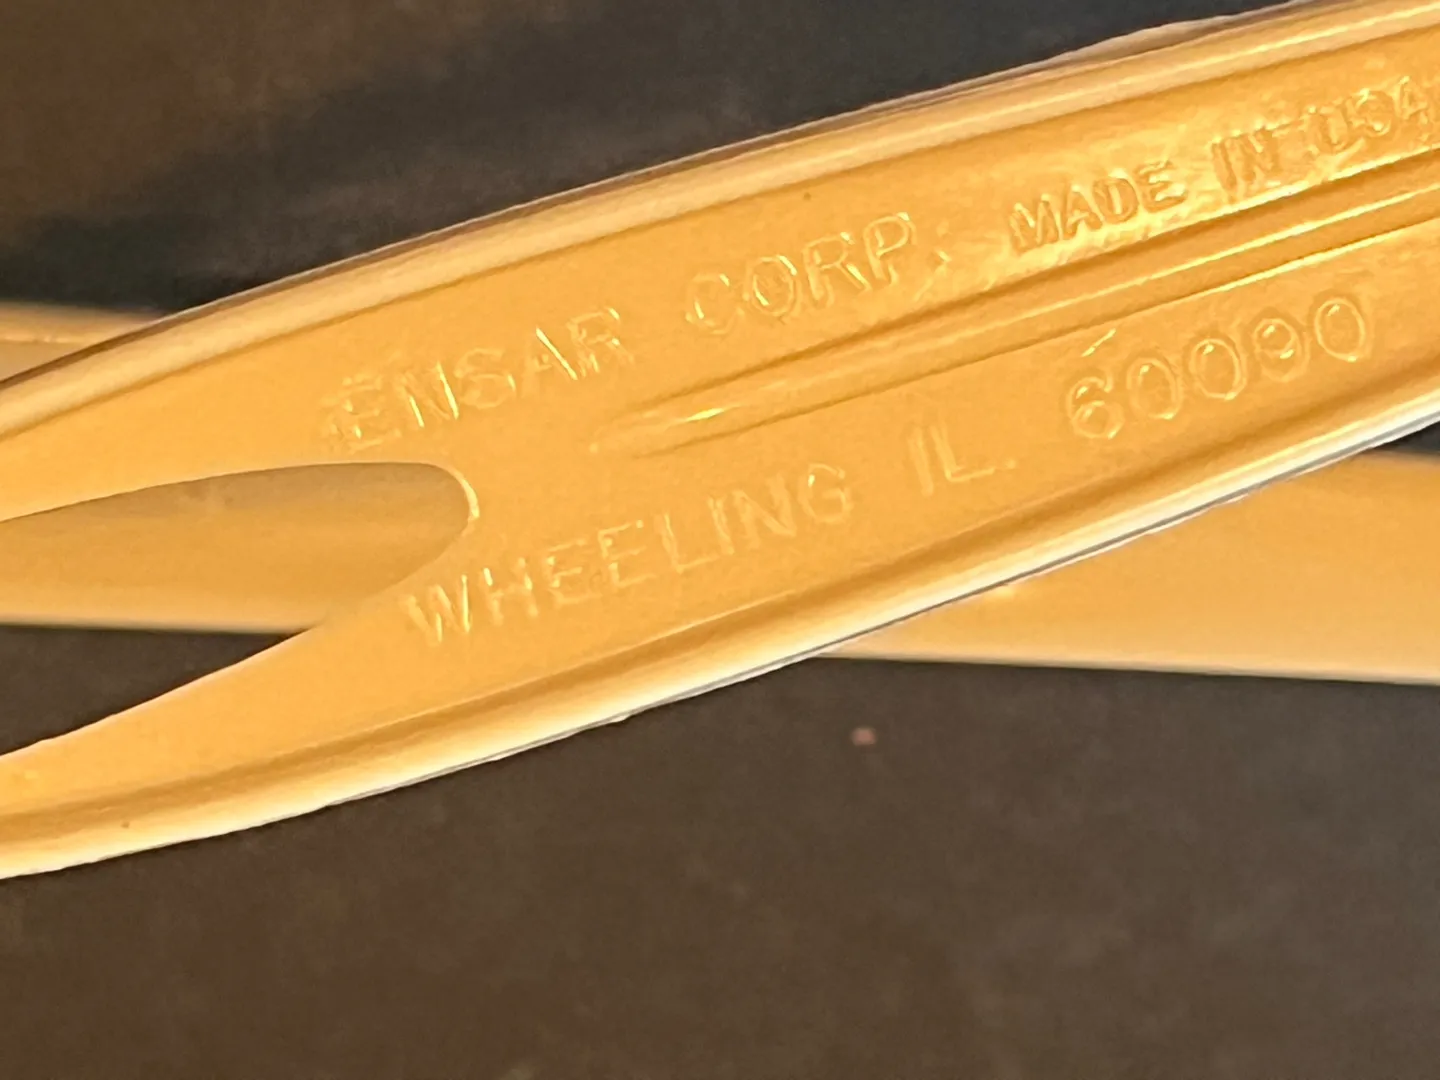 ENSAR CORP. MADE IN USA
WHEELING IL. 60090